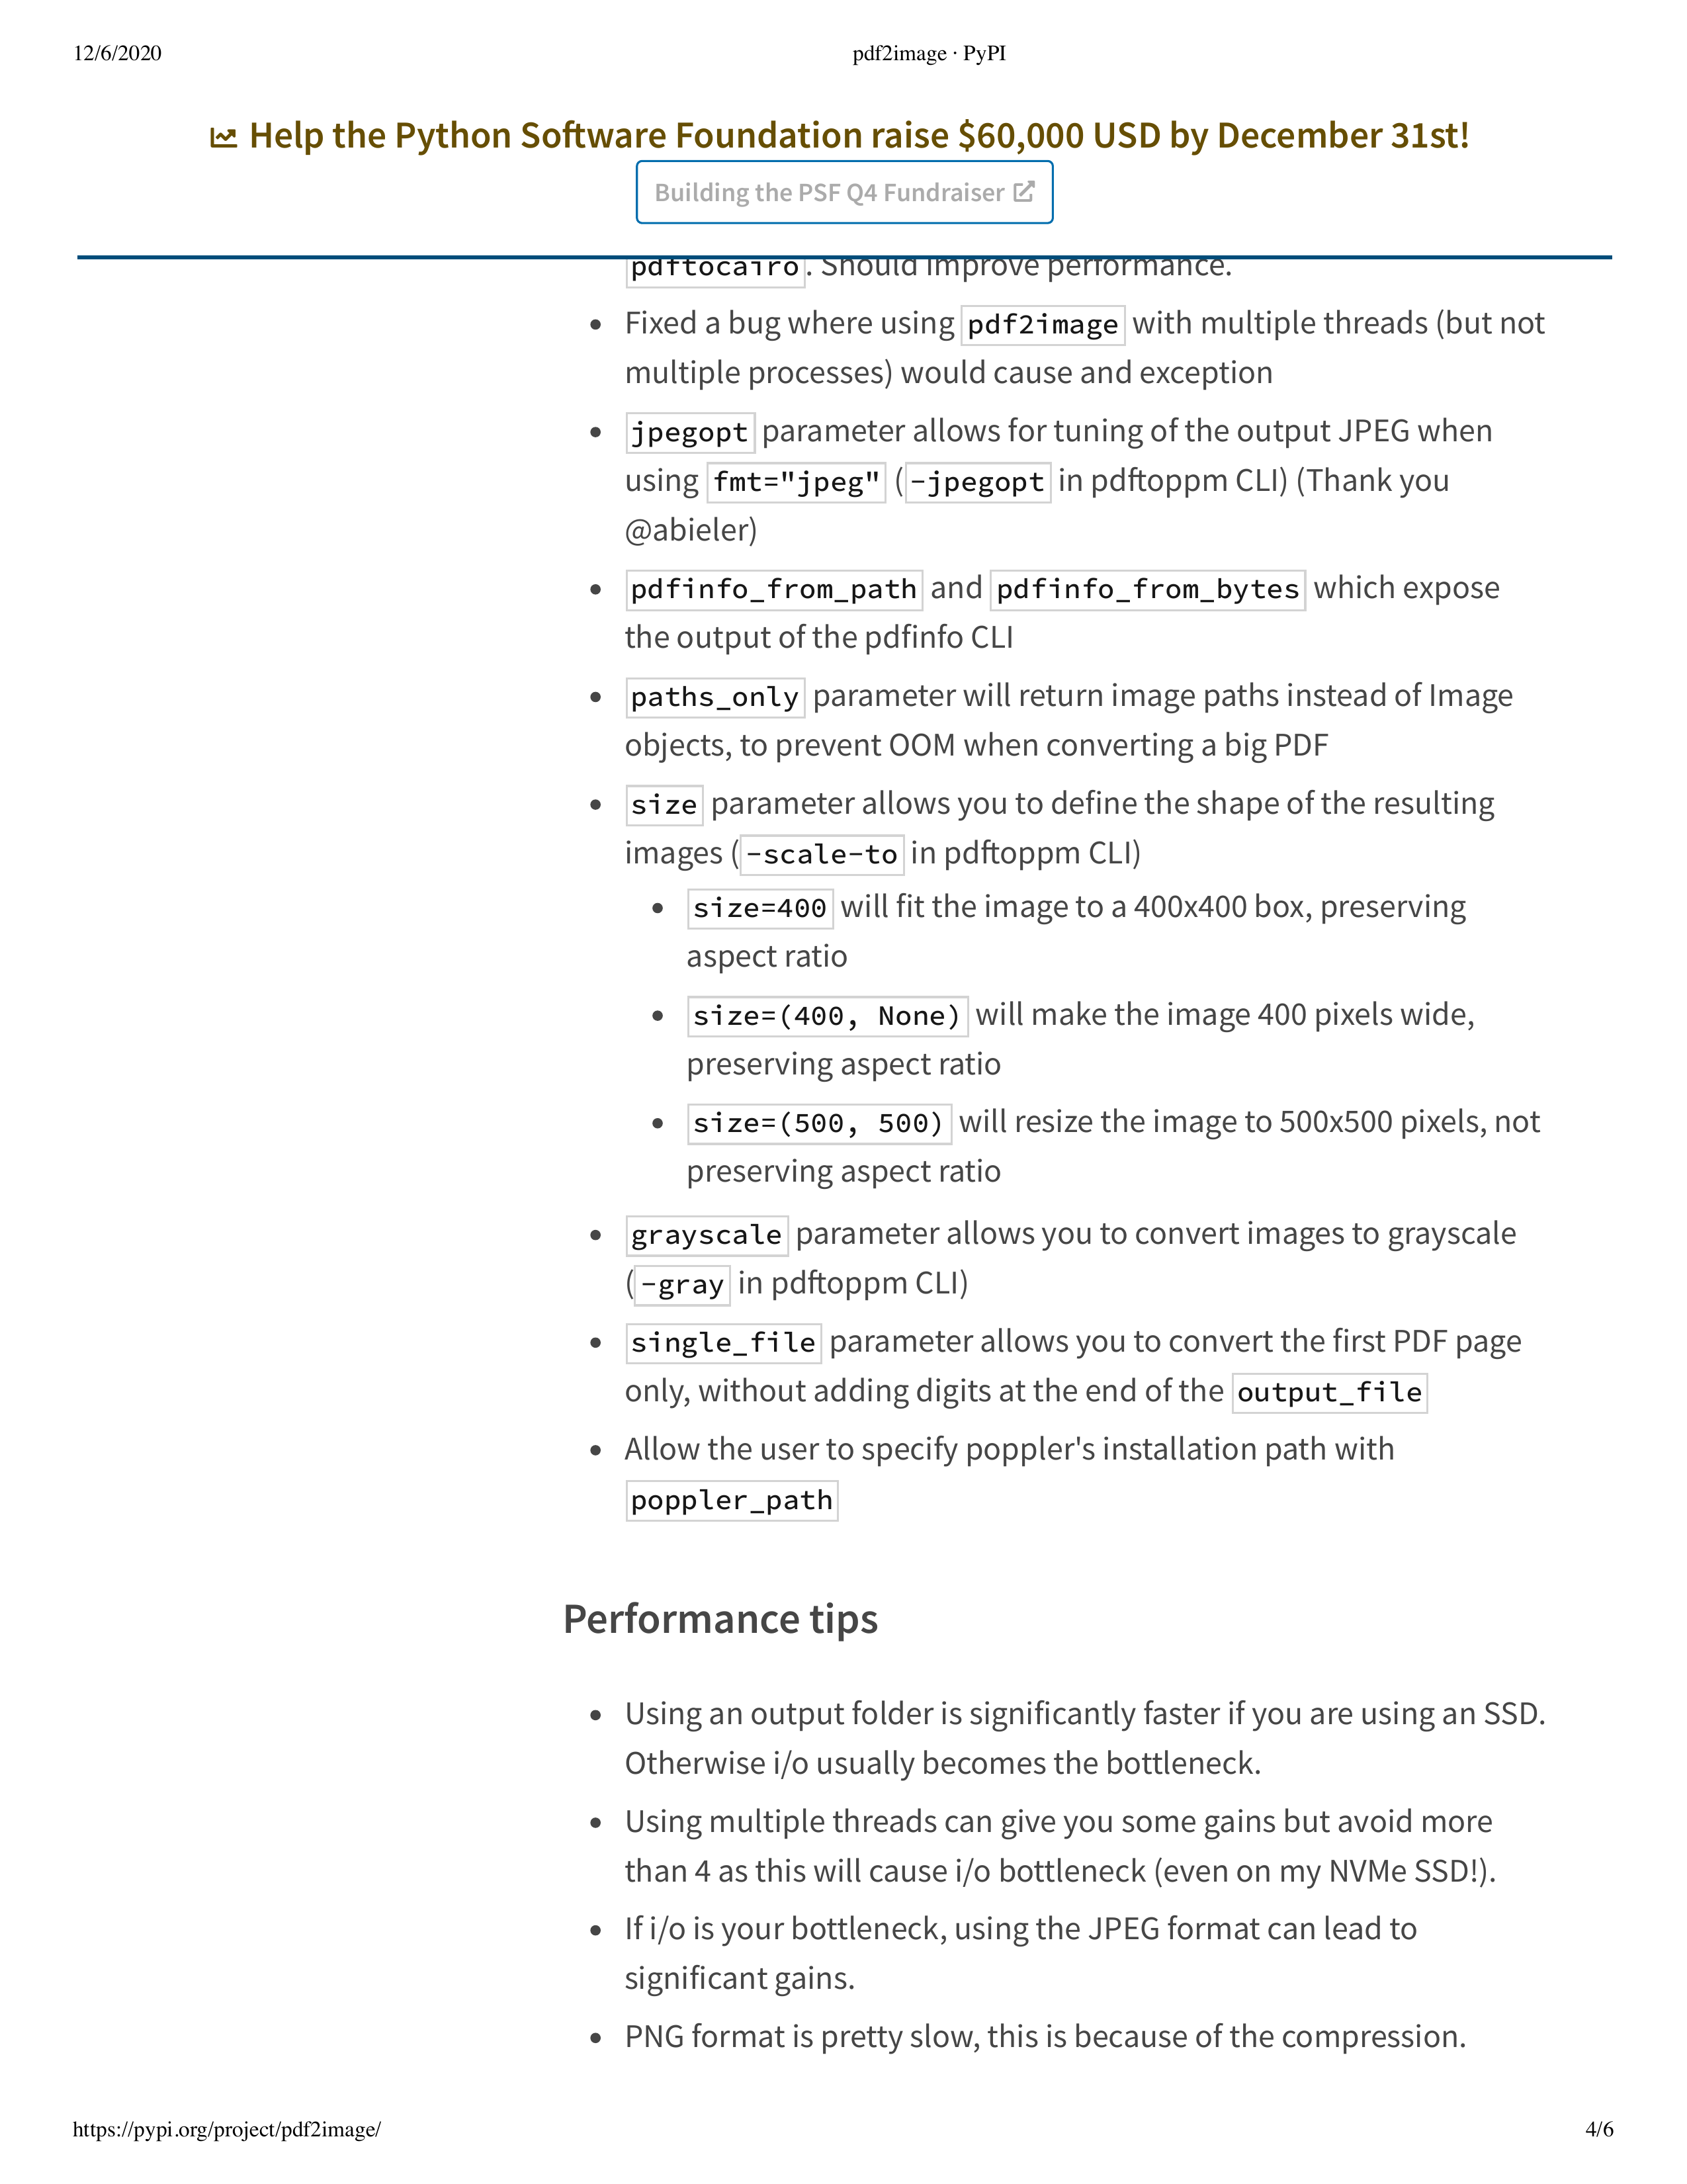 12/6/2020
pdf2image · PyPI
Help the Python Software Foundation raise $60,000 USD by December 31st!
Building the PSF Q4 Fundraiser
pdftocairo. Should improve performance.
• Fixed a bug where using pdf2image with multiple threads (but not
multiple processes) would cause and exception
• jpegopt parameter allows for tuning of the output JPEG when
using fmt="jpeg" (-jpegopt in pdftoppm CLI) (Thank you
@abieler)
• pdfinfo_from_path and pdfinfo_from_bytes which expose
the output of the pdfinfo CLI
• paths_only parameter will return image paths instead of Image
objects, to prevent OOM when converting a big PDF
• size parameter allows you to define the shape of the resulting
images (-scale-to in pdftoppm CLI)
• size=400 will fit the image to a 400x400 box, preserving
aspect ratio
• size=(400, None) will make the image 400 pixels wide,
preserving aspect ratio
• size=(500, 500) will resize the image to 500x500 pixels, not
preserving aspect ratio
• grayscale parameter allows you to convert images to grayscale
(-gray in pdftoppm CLI)
• single_file parameter allows you to convert the first PDF page
only, without adding digits at the end of the output_file
• Allow the user to specify poppler's installation path with
poppler_path
Performance tips
• Using an output folder is significantly faster if you are using an SSD.
Otherwise i/o usually becomes the bottleneck.
• Using multiple threads can give you some gains but avoid more
than 4 as this will cause i/o bottleneck (even on my NVMe SSD!).
• If i/o is your bottleneck, using the JPEG format can lead to
significant gains.
• PNG format is pretty slow, this is because of the compression.
https://pypi.org/project/pdf2image/
4/6